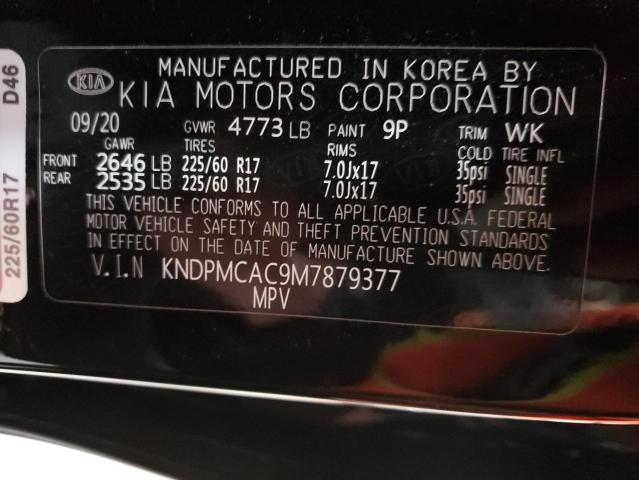 225/60R17 D46
KIA
MANUFACTURED IN KOREA BY
KIA MOTORS CORPORATION
09/20 GVWR 4773 LB PAINT 9P TRIM WK
GAWR TIRES RIMS COLD TIRE INFL
FRONT 2646 LB 225/60 R17 7.0Jx17 35psi SINGLE
REAR 2535 LB 225/60 R17 7.0Jx17 35psi SINGLE
THIS VEHICLE CONFORMS TO ALL APPLICABLE U.S.A. FEDERAL
MOTOR VEHICLE SAFETY AND THEFT PREVENTION STANDARDS
IN EFFECT ON THE DATE OF MANUFACTURE SHOWN ABOVE.
V.I.N KNDPMCAC9M7879377
MPV